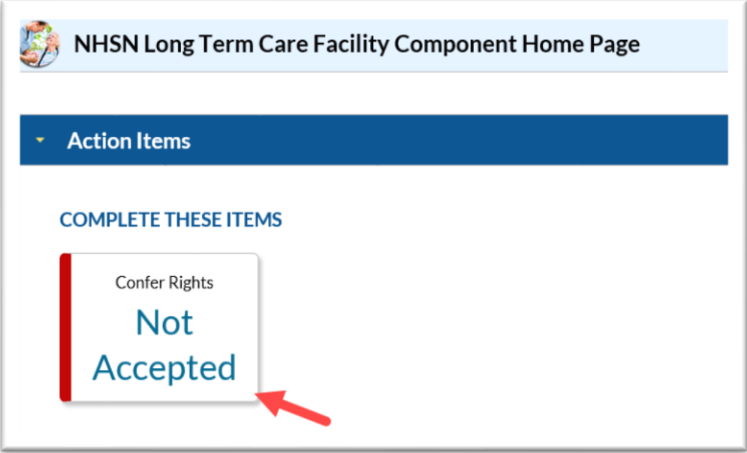 NHSN Long Term Care Facility Component Home Page
Action Items
COMPLETE THESE ITEMS
Confer Rights
Not
Accepted